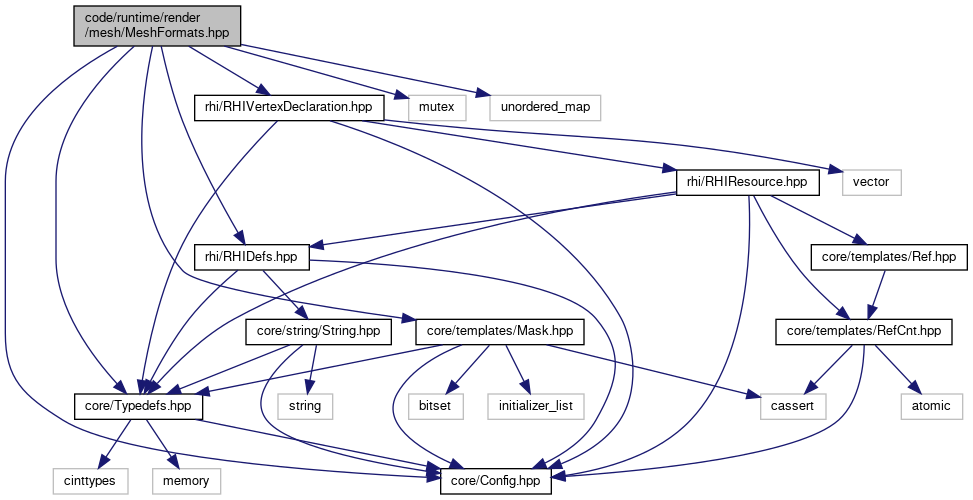 code/runtime/render
/mesh/MeshFormats.hpp
rhi/RHIVertexDeclaration.hpp
mutex
unordered_map
rhi/RHIResource.hpp
vector
rhi/RHIDefs.hpp
core/templates/Ref.hpp
core/string/String.hpp
core/templates/Mask.hpp
core/templates/RefCnt.hpp
core/Typedefs.hpp
string
bitset
initializer_list
cassert
atomic
cinttypes
memory
core/Config.hpp